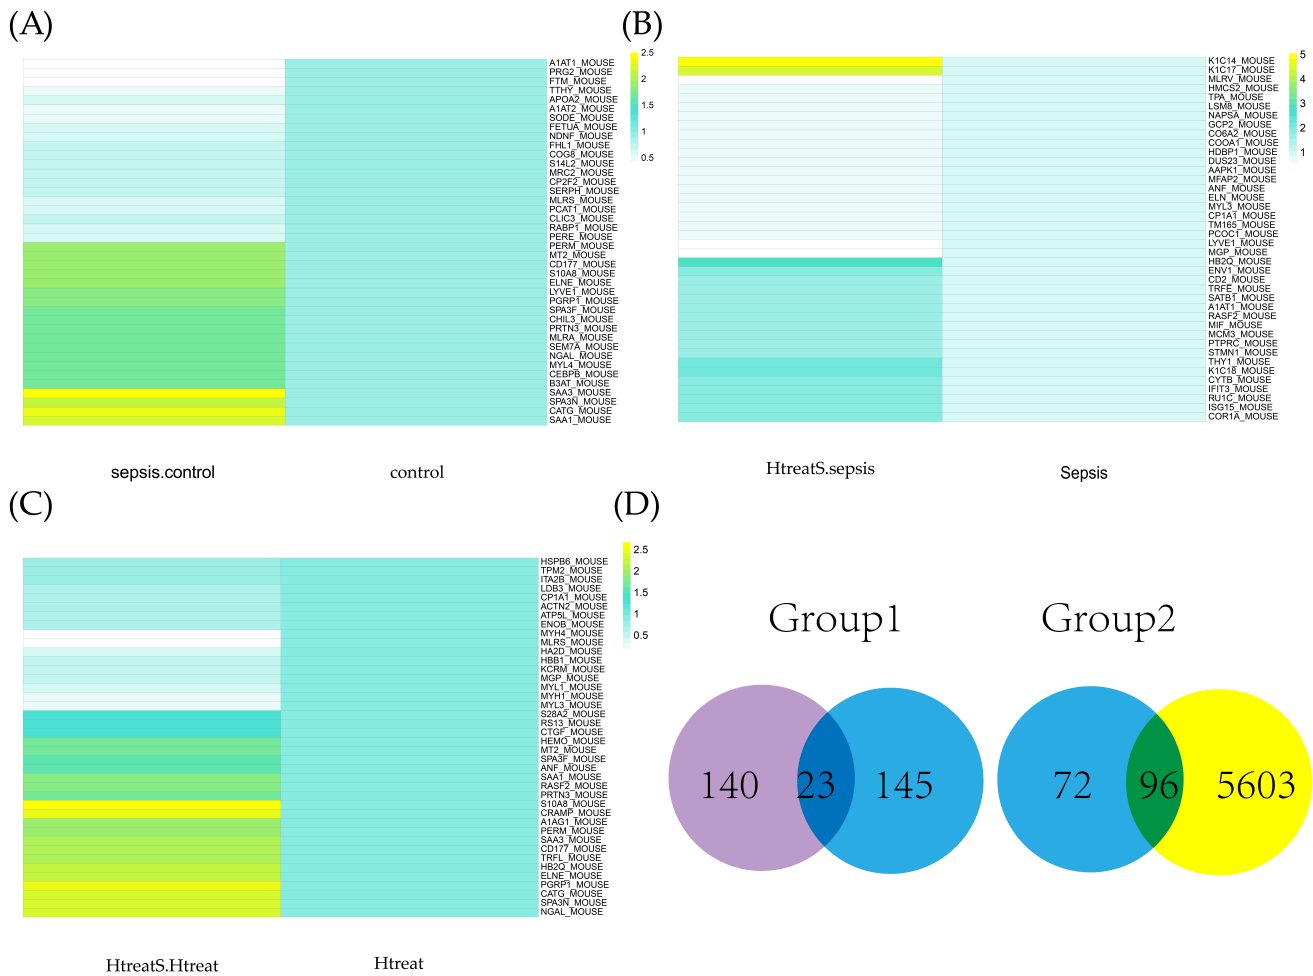 (A)
A1AT1_MOUSE
PRG2_MOUSE
FTM_MOUSE
TTHY_MOUSE
APOA2_MOUSE
A1AT2_MOUSE
SODE_MOUSE
FETUA_MOUSE
NDNF_MOUSE
FHL1_MOUSE
COG8_MOUSE
S14L2_MOUSE
MRC2_MOUSE
CP2F2_MOUSE
SERPH_MOUSE
MLRS_MOUSE
PCAT1_MOUSE
CLIC3_MOUSE
RABP1_MOUSE
PERE_MOUSE
PERM_MOUSE
MT2_MOUSE
CD177_MOUSE
S10A8_MOUSE
ELNE_MOUSE
LYVE1_MOUSE
PGRP1_MOUSE
SPA3F_MOUSE
CHIL3_MOUSE
PRTN3_MOUSE
MLRA_MOUSE
SEM7A_MOUSE
NGAL_MOUSE
MYL4_MOUSE
CEBPB_MOUSE
B3AT_MOUSE
SAA3_MOUSE
SPA3N_MOUSE
CATG_MOUSE
SAA1_MOUSE
2.5
2
1.5
1
0.5
sepsis.control
control
(B)
K1C14_MOUSE
K1C17_MOUSE
MLRV_MOUSE
HMCS2_MOUSE
TPA_MOUSE
LSM8_MOUSE
NAPSA_MOUSE
GCP2_MOUSE
CO6A2_MOUSE
COOA1_MOUSE
HDBP1_MOUSE
DUS23_MOUSE
AAPK1_MOUSE
MFAP2_MOUSE
ANF_MOUSE
ELN_MOUSE
MYL3_MOUSE
CP1A1_MOUSE
TM165_MOUSE
PCOC1_MOUSE
LYVE1_MOUSE
MGP_MOUSE
HB2Q_MOUSE
ENV1_MOUSE
CD2_MOUSE
TRFE_MOUSE
SATB1_MOUSE
A1AT1_MOUSE
RASF2_MOUSE
MIF_MOUSE
MCM3_MOUSE
PTPRC_MOUSE
STMN1_MOUSE
THY1_MOUSE
K1C18_MOUSE
CYTB_MOUSE
IFIT3_MOUSE
RU1C_MOUSE
ISG15_MOUSE
COR1A_MOUSE
5
4
3
2
1
HtreatS.sepsis
Sepsis
(C)
HSPB6_MOUSE
TPM2_MOUSE
ITA2B_MOUSE
LDB3_MOUSE
CP1A1_MOUSE
ACTN2_MOUSE
ATP5L_MOUSE
ENOB_MOUSE
MYH4_MOUSE
MLRS_MOUSE
HA2D_MOUSE
HBB1_MOUSE
KCRM_MOUSE
MGP_MOUSE
MYL1_MOUSE
MYH1_MOUSE
MYL3_MOUSE
S28A2_MOUSE
RS13_MOUSE
CTGF_MOUSE
HEMO_MOUSE
MT2_MOUSE
SPA3F_MOUSE
ANF_MOUSE
SAA1_MOUSE
RASF2_MOUSE
PRTN3_MOUSE
S10A8_MOUSE
CRAMP_MOUSE
A1AG1_MOUSE
PERM_MOUSE
SAA3_MOUSE
CD177_MOUSE
TRFL_MOUSE
HB2Q_MOUSE
ELNE_MOUSE
PGRP1_MOUSE
CATG_MOUSE
SPA3N_MOUSE
NGAL_MOUSE
2.5
2
1.5
1
0.5
HtreatS.Htreat
Htreat
(D)
Group1
Group2
140
23
145
72
96
5603